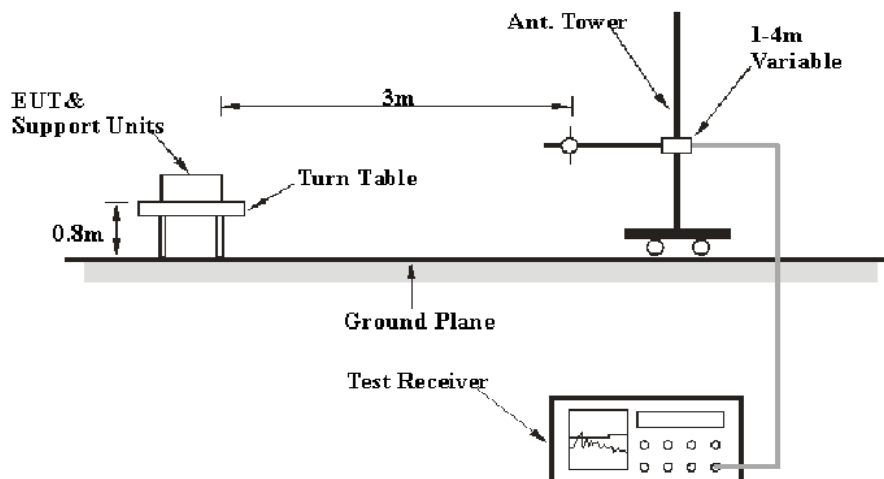 Ant. Tower
1-4m
Variable
3m
EUT &
Support Units
Turn Table
0.8m
Ground Plane
Test Receiver